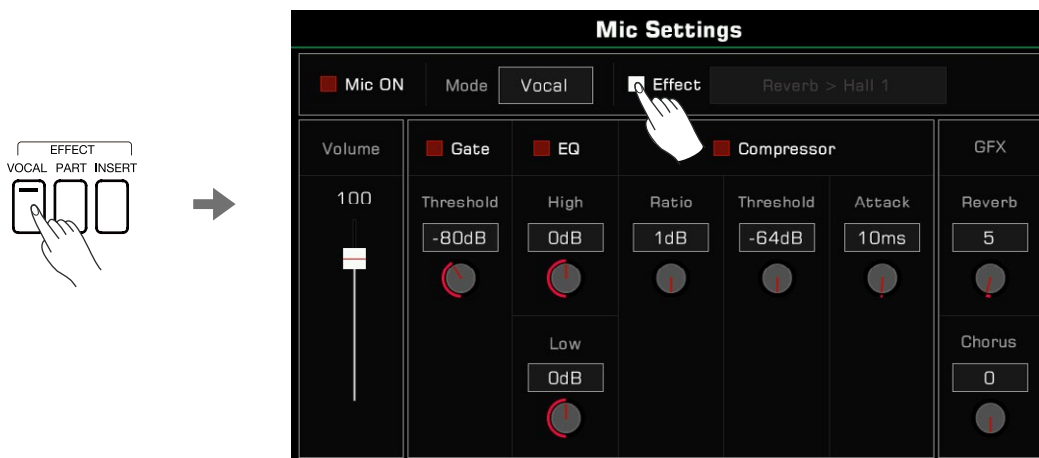 EFFECT
VOCAL PART INSERT
Mic Settings
Mic ON Mode Vocal Effect Reverb > Hall 1
Volume Gate EQ Compressor GFX
100 Threshold High Ratio Threshold Attack Reverb
-80dB 0dB 1dB -64dB 10ms 5
Low Chorus
0dB 0